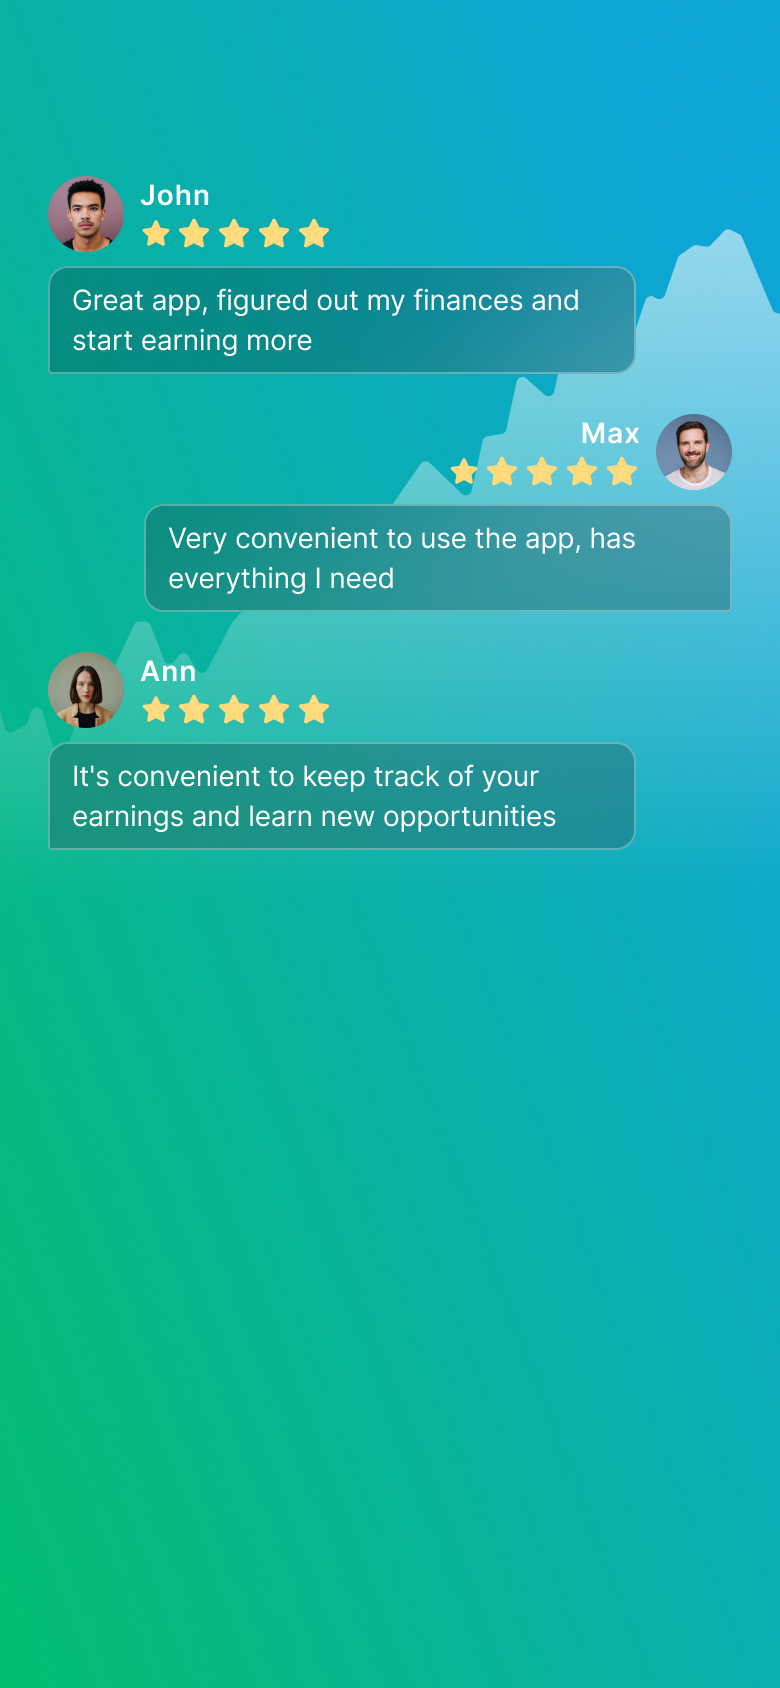 John
Great app, figured out my finances and
start earning more
Max
Very convenient to use the app, has
everything I need
Ann
It's convenient to keep track of your
earnings and learn new opportunities